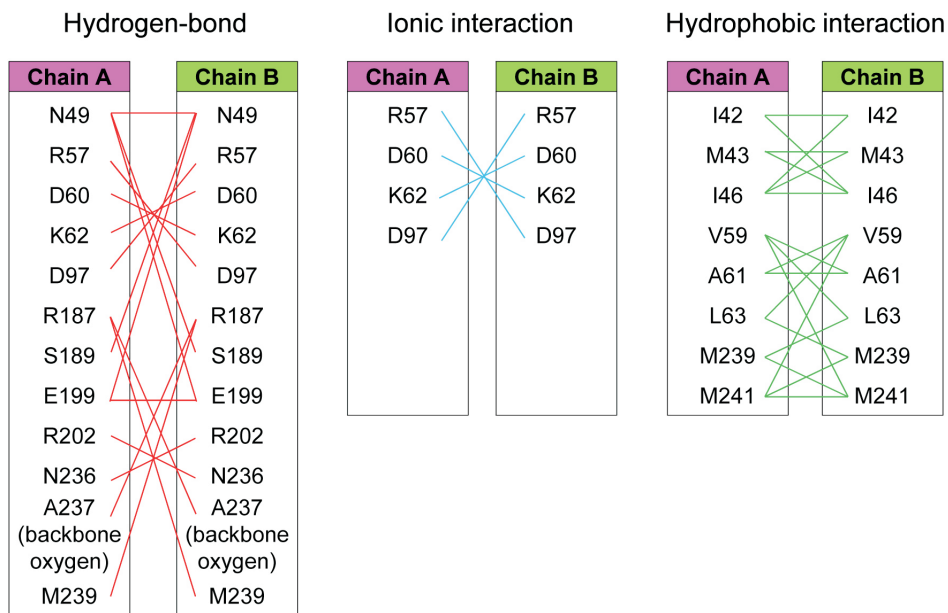 Hydrogen-bond
Chain A Chain B
N49 N49
R57 R57
D60 D60
K62 K62
D97 D97
R187 R187
S189 S189
E199 E199
R202 R202
N236 N236
A237 A237
(backbone (backbone
oxygen) oxygen)
M239 M239
Ionic interaction
Chain A Chain B
R57 R57
D60 D60
K62 K62
D97 D97
Hydrophobic interaction
Chain A Chain B
I42 I42
M43 M43
I46 I46
V59 V59
A61 A61
L63 L63
M239 M239
M241 M241